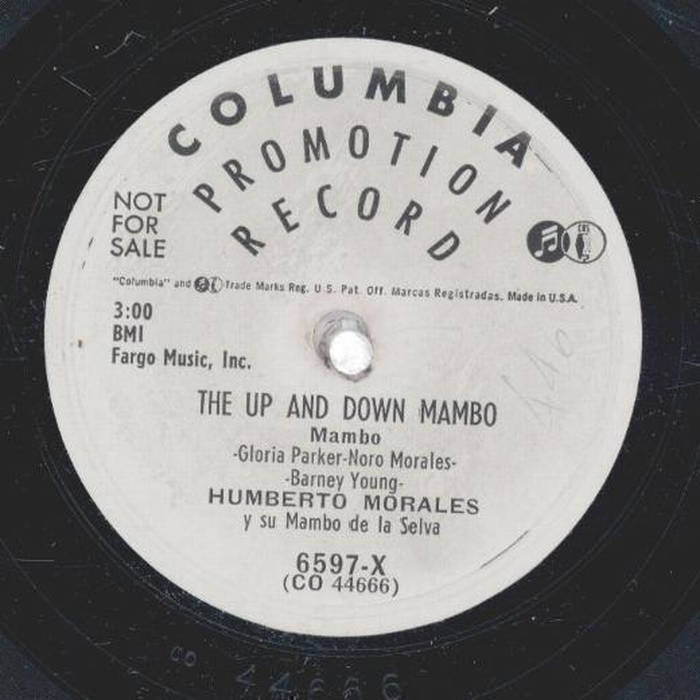 COLUMBIA
PROMOTION
RECORD
NOT
FOR
SALE
"Columbia" and Trade Marks Reg. U. S. Pat. Off. Marcas Registradas. Made in U.S.A.
3:00
BMI
Fargo Music, Inc.
THE UP AND DOWN MAMBO
Mambo
-Gloria Parker-Noro Morales-
-Barney Young-
HUMBERTO MORALES
y su Mambo de la Selva
6597-X
(CO 44666)
CO 44666